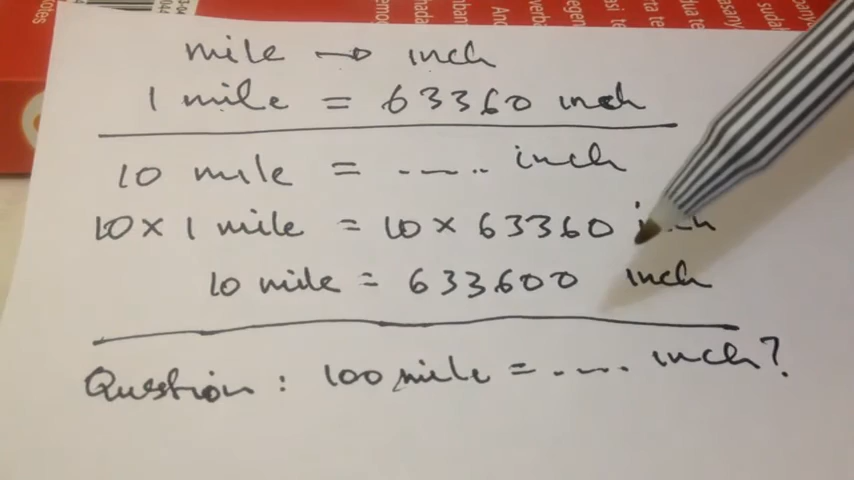 mile → inch
1 mile = 63360 inch
10 mile = ..... inch
10 × 1 mile = 10 × 63360 inch
10 mile = 633600 inch
Question : 100 mile = ..... inch?